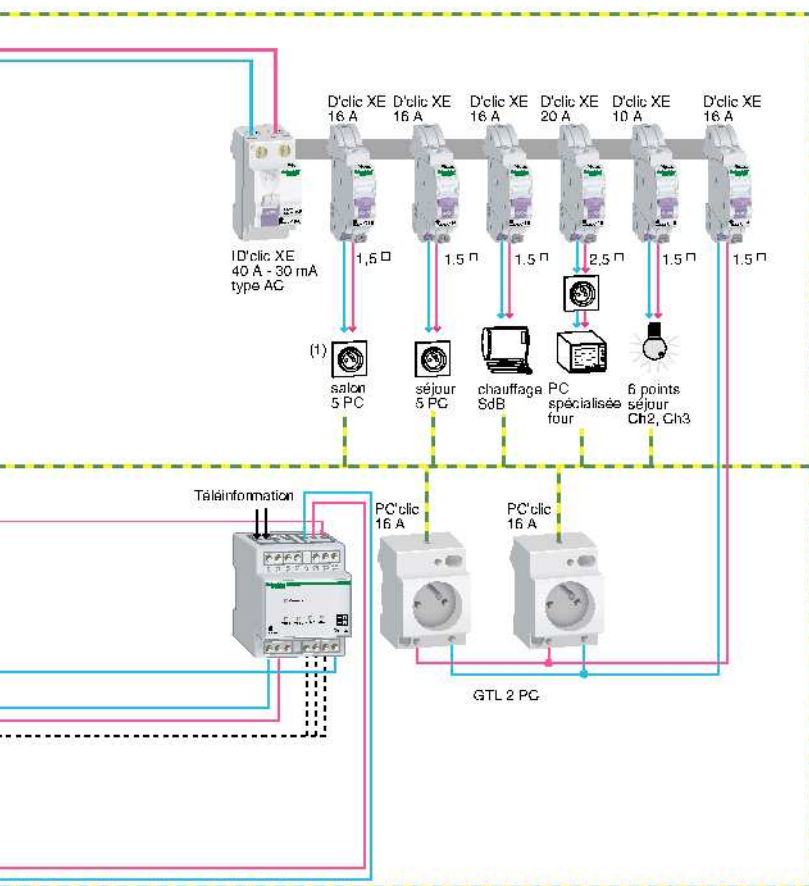 D'clic XE D'clic XE D'clic XE D'clic XE D'clic XE D'clic XE
16 A 16 A 16 A 20 A 10 A 16 A
ID'clic XE
40 A - 30 mA
type AC
1,5 □ 1.5 □ 1.5 □ 2,5 □ 1.5 □ 1.5 □
(1)
salon
5 PC
séjour
5 PC
chauffage
SdB
PC
spécialisée
four
6 points
séjour
Ch2, Ch3
Téléinformation
PC'clic
16 A
PC'clic
16 A
GTL 2 PC